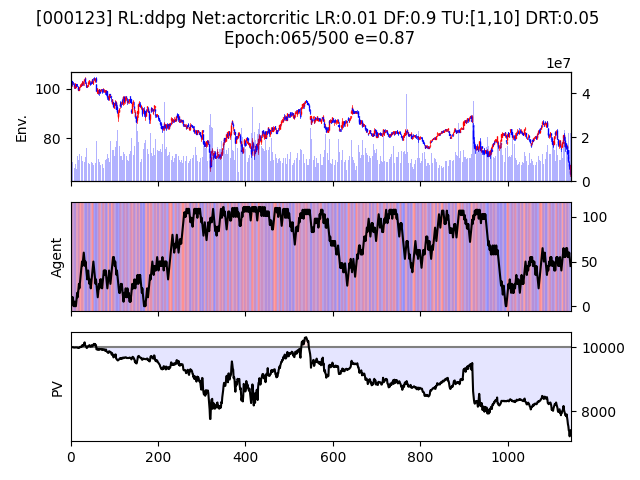 [000123] RL:ddpg Net:actorcritic LR:0.01 DF:0.9 TU:[1,10] DRT:0.05
Epoch:065/500 e=0.87
1e7
100
80
Env.
4
2
0
Agent
100
50
0
PV
10000
8000
0
200
400
600
800
1000